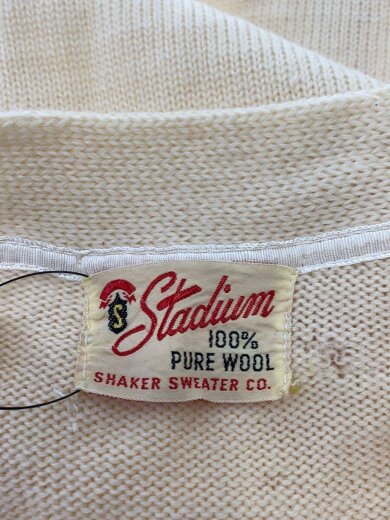 S
Stadium
100%
PURE WOOL
SHAKER SWEATER CO.